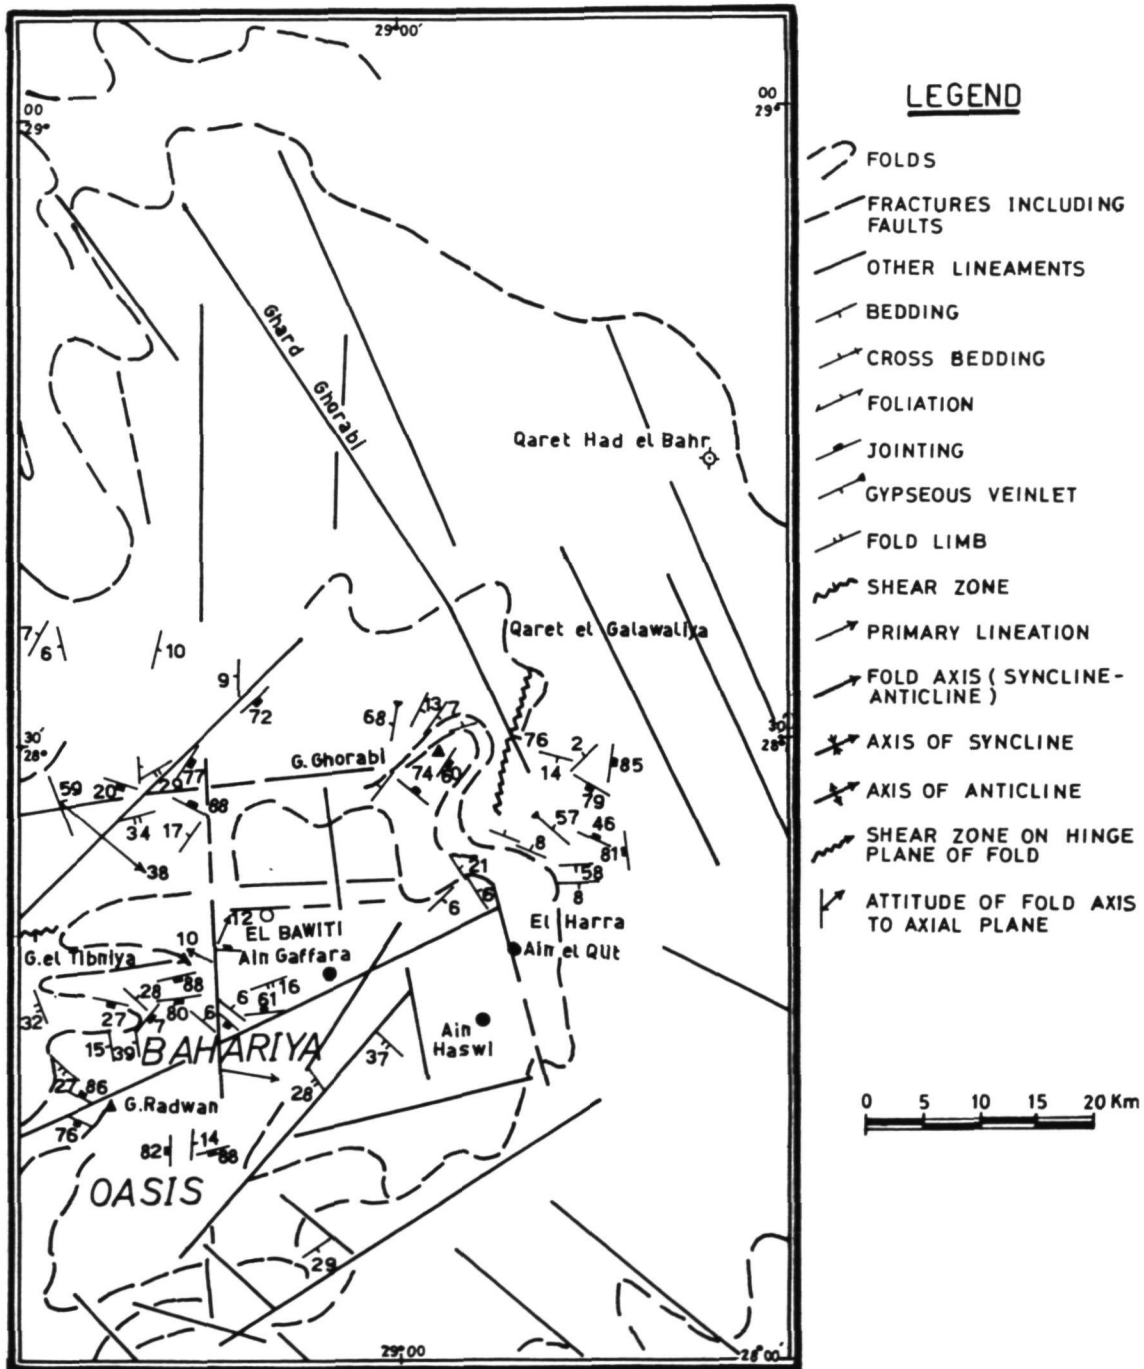 29°00'
00
29°
00
29°
Ghard
Ghorabi
Qaret Had el Bahr
Qaret el Galawaliya
7
6
10
9
72
68
13
7
30'
28°
30'
28°
G. Ghorabi
76
2
14
85
74
60
79
59
20
29
77
88
34
17
57
46
8
81
38
21
58
6
6
8
12
EL BAWITI
El Harra
G.el Tibniya
10
Ain Gaffara
Ain el Qût
88
28
16
6
61
80
6
32
27
7
Ain
Haswi
15
39
BAHARIYA
37
27
86
28
G.Radwan
76
82
14
88
OASIS
29
29°00
28°00'
LEGEND
FOLDS
FRACTURES INCLUDING
FAULTS
OTHER LINEAMENTS
BEDDING
CROSS BEDDING
FOLIATION
JOINTING
GYPSEOUS VEINLET
FOLD LIMB
SHEAR ZONE
PRIMARY LINEATION
FOLD AXIS (SYNCLINE-
ANTICLINE)
AXIS OF SYNCLINE
AXIS OF ANTICLINE
SHEAR ZONE ON HINGE
PLANE OF FOLD
ATTITUDE OF FOLD AXIS
TO AXIAL PLANE
0 5 10 15 20 Km